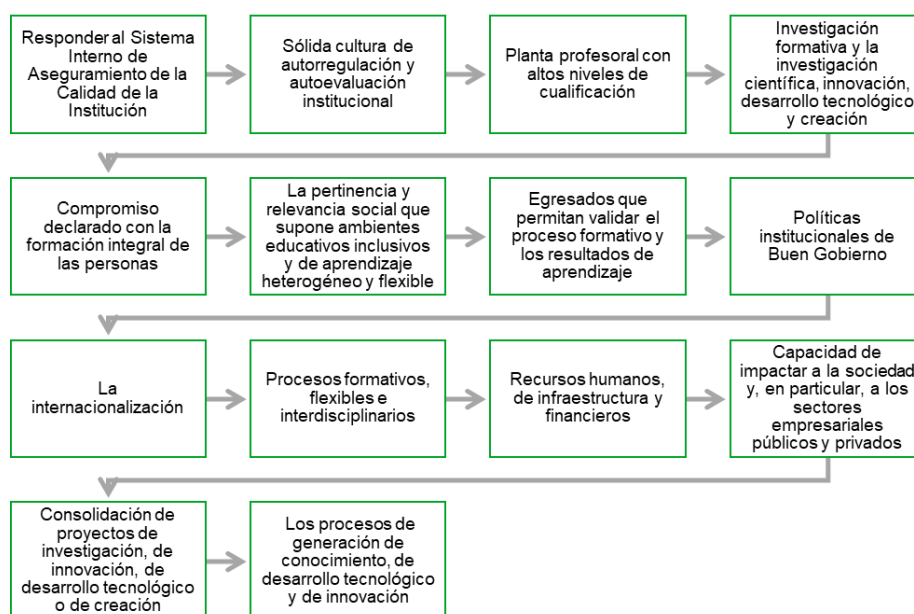 Responder al Sistema
Interno de
Aseguramiento de la
Calidad de la
Institución
Sólida cultura de
autorregulación y
autoevaluación
institucional
Planta profesoral con
altos niveles de
cualificación
Investigación
formativa y la
investigación
científica, innovación,
desarrollo tecnológico
y creación
Compromiso
declarado con la
formación integral de
las personas
La pertinencia y
relevancia social que
supone ambientes
educativos inclusivos
y de aprendizaje
heterogéneo y flexible
Egresados que
permitan validar el
proceso formativo y
los resultados de
aprendizaje
Políticas
institucionales de
Buen Gobierno
La
internacionalización
Procesos formativos,
flexibles e
interdisciplinarios
Recursos humanos,
de infraestructura y
financieros
Capacidad de
impactar a la sociedad
y, en particular, a los
sectores
empresariales
públicos y privados
Consolidación de
proyectos de
investigación, de
innovación, de
desarrollo tecnológico
o de creación
Los procesos de
generación de
conocimiento, de
desarrollo tecnológico
y de innovación